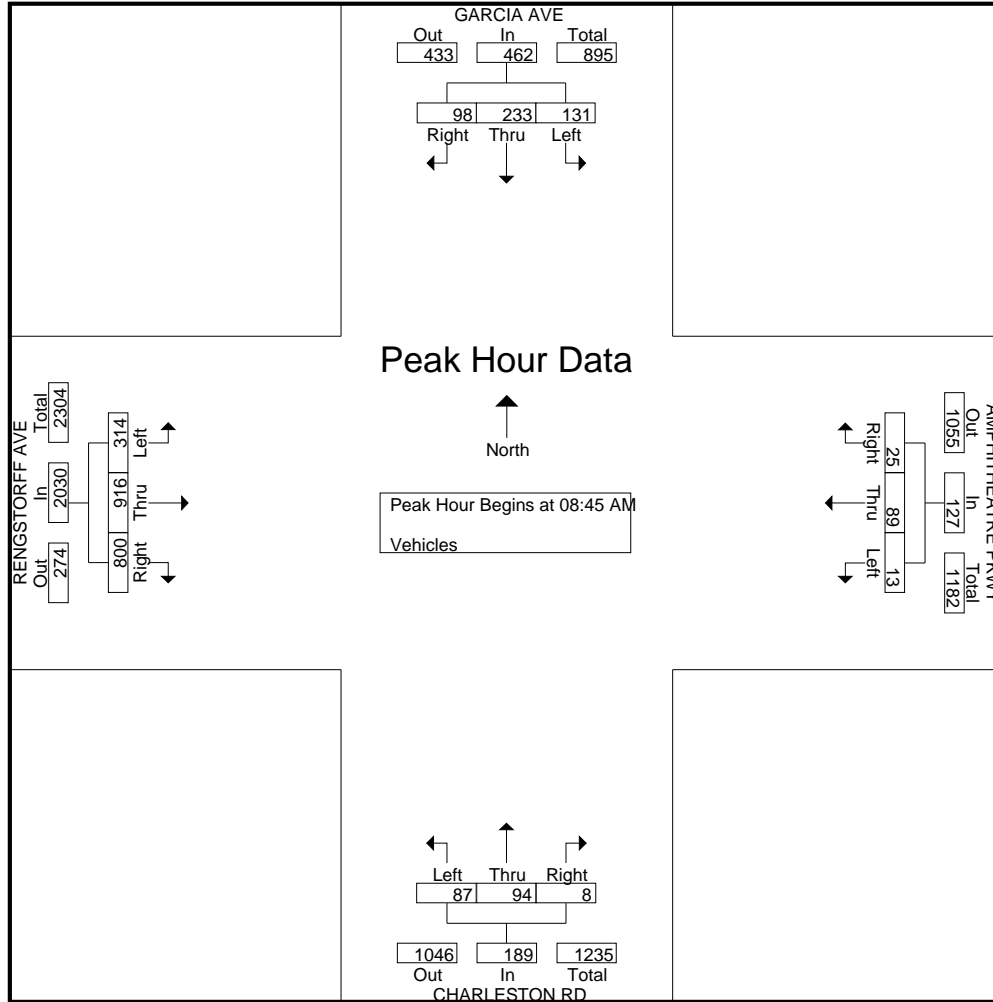 GARCIA AVE
Out In Total
433 462 895
98 233 131
Right Thru Left
Peak Hour Data
North
Peak Hour Begins at 08:45 AM
Vehicles
RENGSTORFF AVE
Out In Total
274 2030 2304
800 916 314
Right Thru Left
AMPHITHEATRE PKWY
Out In Total
1055 127 1182
25 89 13
Right Thru Left
Left Thru Right
87 94 8
1046 189 1235
Out In Total
CHARLESTON RD